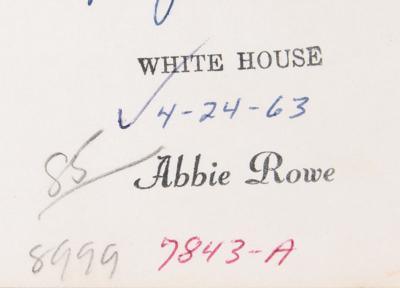 WHITE HOUSE
4-24-63
85 Abbie Rowe
8999 7843-A